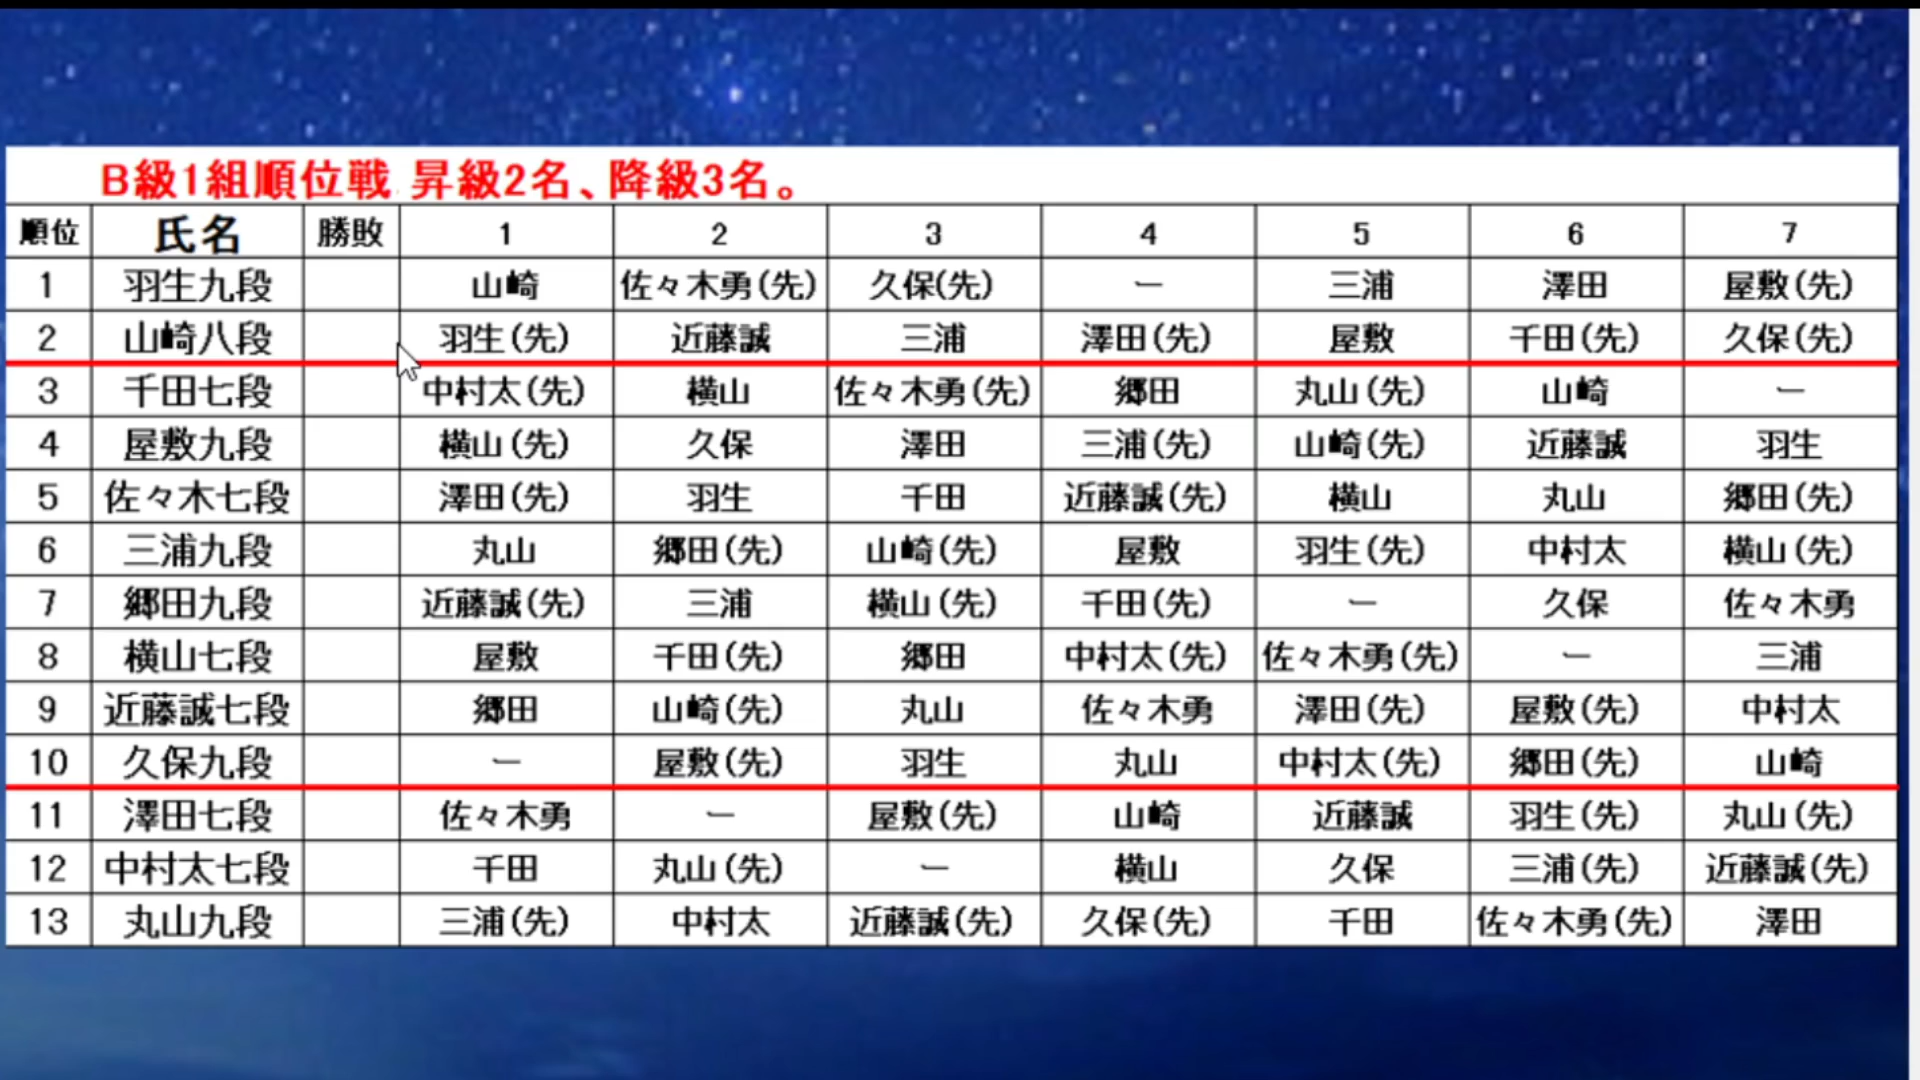 B級1組順位戦 昇級2名、降級3名。
順位 氏名 勝敗 1 2 3 4 5 6 7
1 羽生九段 山崎 佐々木勇(先) 久保(先) ー 三浦 澤田 屋敷(先)
2 山崎八段 羽生(先) 近藤誠 三浦 澤田(先) 屋敷 千田(先) 久保(先)
3 千田七段 中村太(先) 横山 佐々木勇(先) 郷田 丸山(先) 山崎 ー
4 屋敷九段 横山(先) 久保 澤田 三浦(先) 山崎(先) 近藤誠 羽生
5 佐々木七段 澤田(先) 羽生 千田 近藤誠(先) 横山 丸山 郷田(先)
6 三浦九段 丸山 郷田(先) 山崎(先) 屋敷 羽生(先) 中村太 横山(先)
7 郷田九段 近藤誠(先) 三浦 横山(先) 千田(先) ー 久保 佐々木勇
8 横山七段 屋敷 千田(先) 郷田 中村太(先) 佐々木勇(先) ー 三浦
9 近藤誠七段 郷田 山崎(先) 丸山 佐々木勇 澤田(先) 屋敷(先) 中村太
10 久保九段 ー 屋敷(先) 羽生 丸山 中村太(先) 郷田(先) 山崎
11 澤田七段 佐々木勇 ー 屋敷(先) 山崎 近藤誠 羽生(先) 丸山(先)
12 中村太七段 千田 丸山(先) ー 横山 久保 三浦(先) 近藤誠(先)
13 丸山九段 三浦(先) 中村太 近藤誠(先) 久保(先) 千田 佐々木勇(先) 澤田